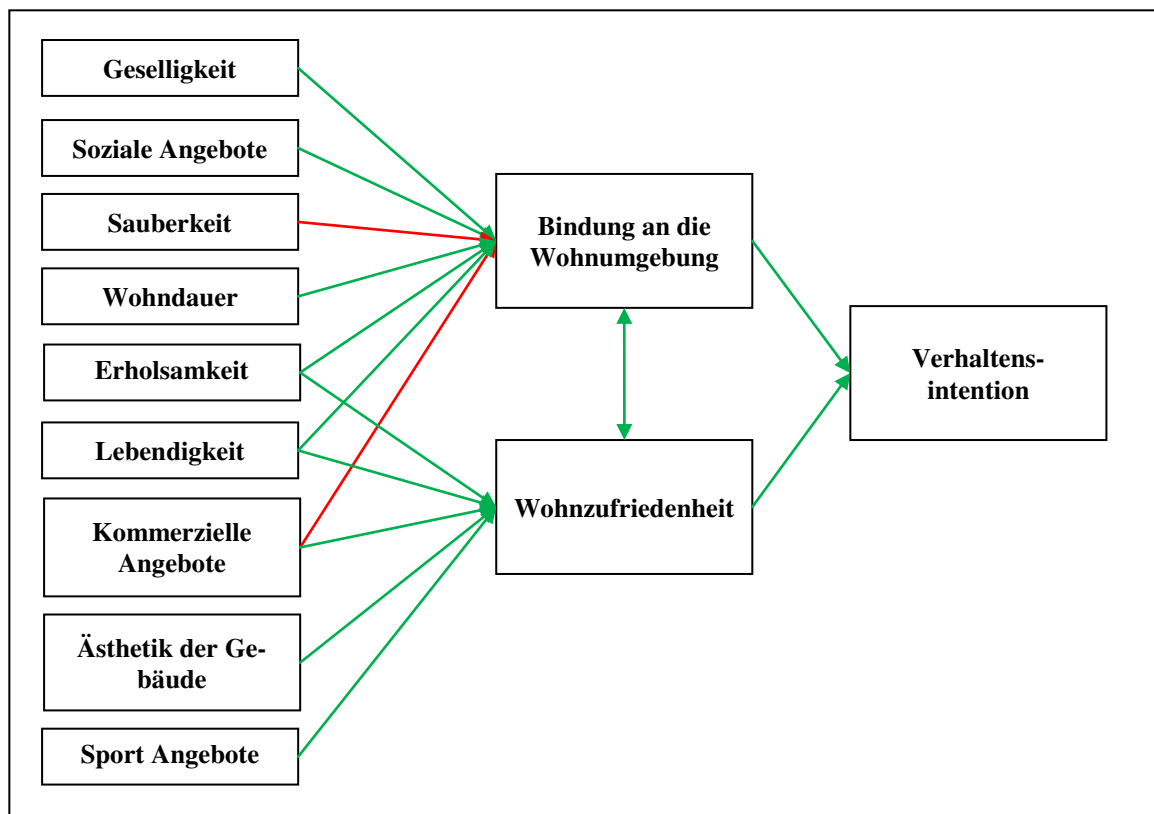 Geselligkeit
Soziale Angebote
Sauberkeit
Wohndauer
Erholsamkeit
Lebendigkeit
Kommerzielle
Angebote
Ästhetik der Ge-
bäude
Sport Angebote
Bindung an die
Wohnumgebung
Wohnzufriedenheit
Verhaltens-
intention